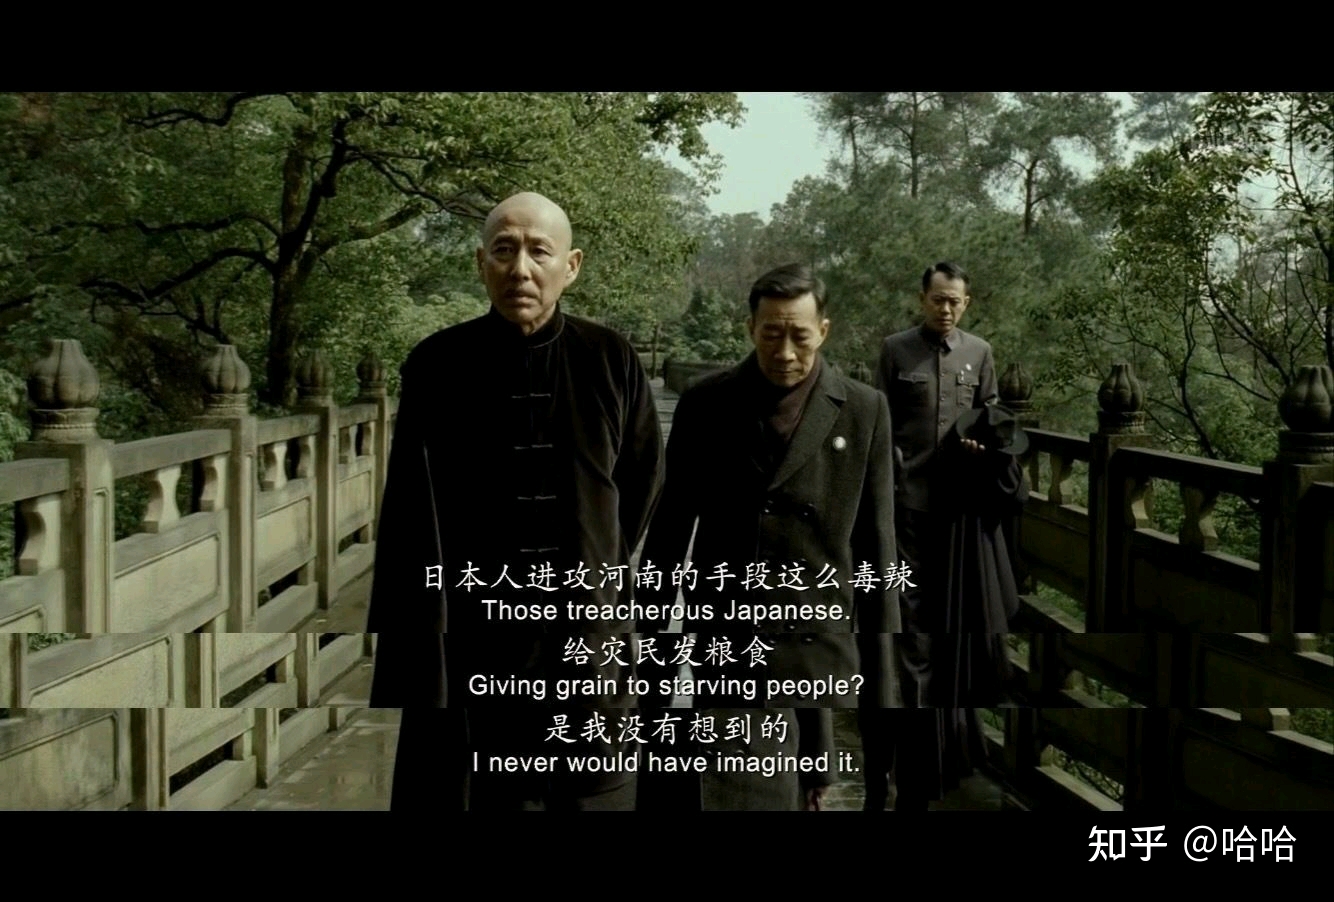 日本人进攻河南的手段这么毒辣
Those treacherous Japanese.
给灾民发粮食
Giving grain to starving people?
是我没有想到的
I never would have imagined it.
知乎 @哈哈